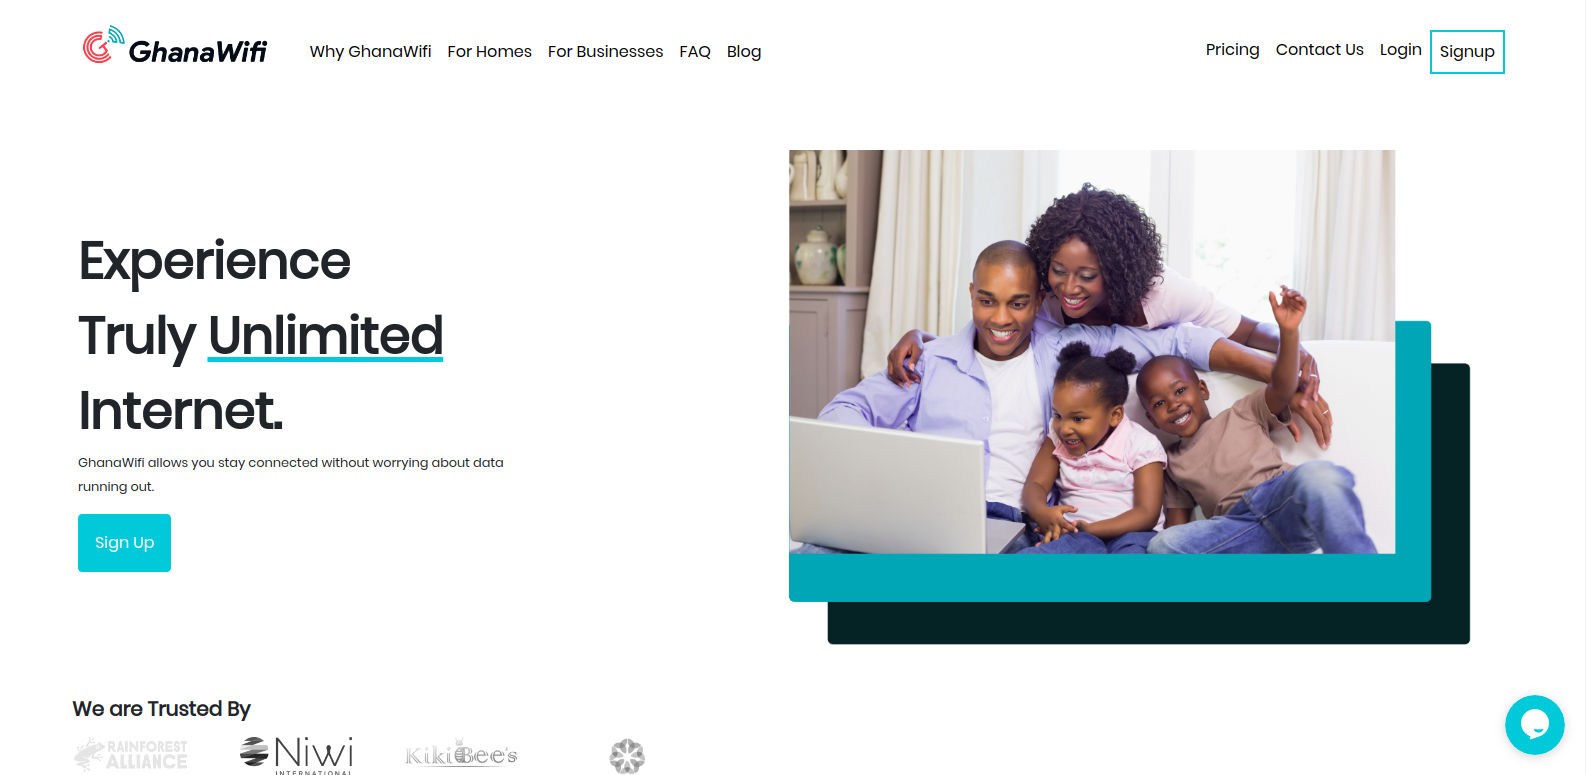 GhanaWifi
Why GhanaWifi For Homes For Businesses FAQ Blog
Pricing Contact Us Login Signup
Experience
Truly Unlimited
Internet.
GhanaWifi allows you stay connected without worrying about data
running out.
Sign Up
We are Trusted By
RAINFOREST
ALLIANCE
Niwi
INTERNATIONAL
KikiBees's